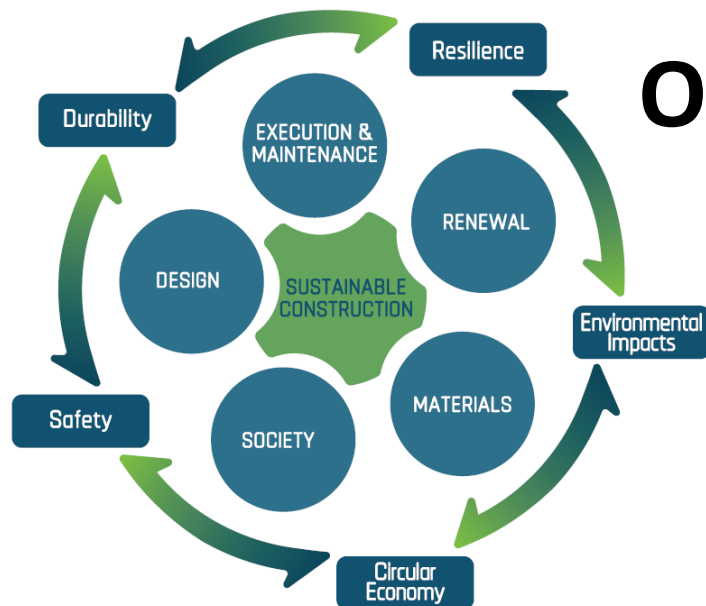 Resilience
O
Durability
EXECUTION &
MAINTENANCE
RENEWAL
DESIGN
SUSTAINABLE
CONSTRUCTION
Environmental
Impacts
MATERIALS
Safety
SOCIETY
Circular
Economy